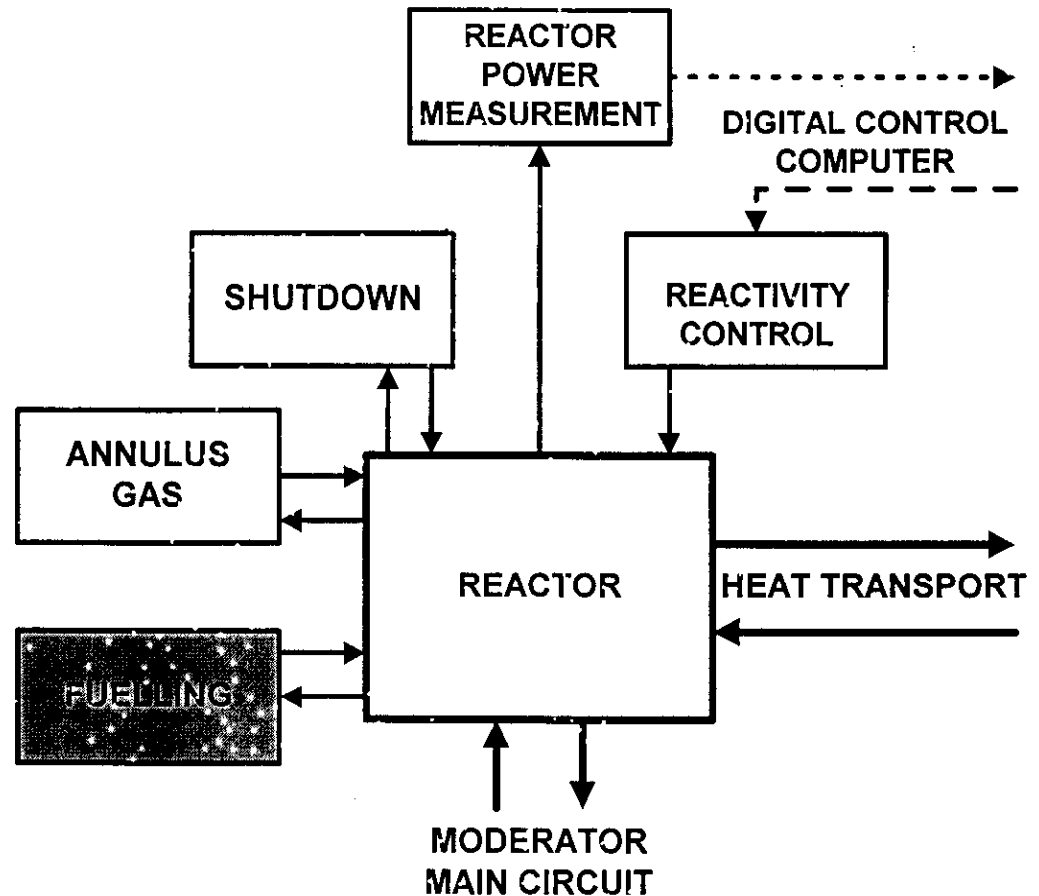 REACTOR
POWER
MEASUREMENT
DIGITAL CONTROL
COMPUTER
SHUTDOWN
REACTIVITY
CONTROL
ANNULUS
GAS
REACTOR
HEAT TRANSPORT
FUELLING
MODERATOR
MAIN CIRCUIT